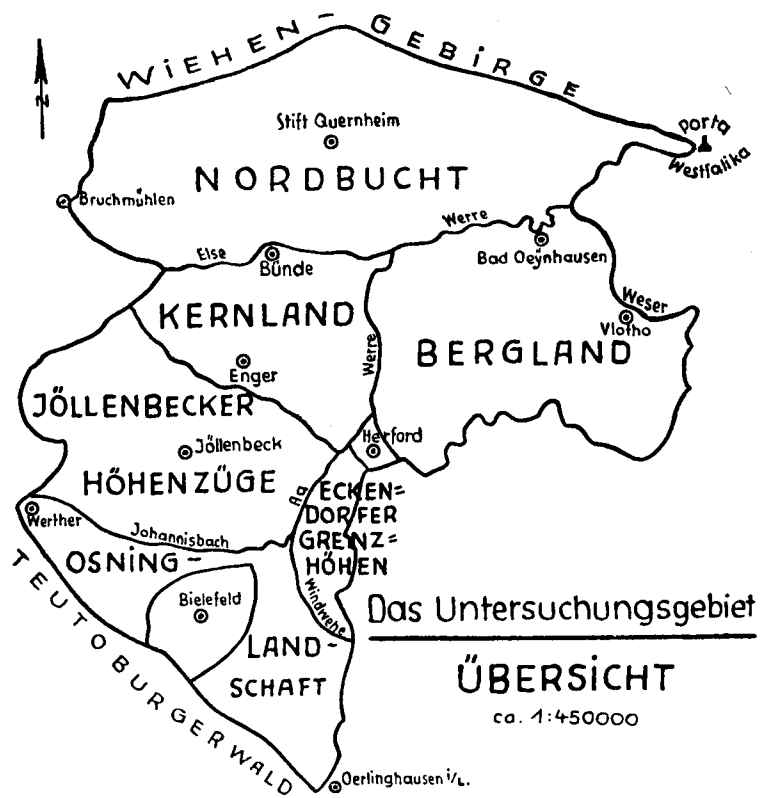 WIEHEN-GEBIRGE
N
Stift Quernheim
Porta
Westfalika
NORDBUCHT
Bruchmühlen
Werre
Else
Bünde
Bad Oeynhausen
KERNLAND
Weser
Vlotho
Werre
BERGLAND
Enger
JÖLLENBECKER
Herford
Jöllenbeck
HÖHENZÜGE
Aa
ECKEN=
DORFER
GRENZ=
HÖHEN
Werther
Johannisbach
OSNING-
TEUTOBURGERWALD
Bielefeld
Windwehe
LAND-
SCHAFT
Das Untersuchungsgebiet
ÜBERSICHT
ca. 1:450000
Oerlinghausen i/L.